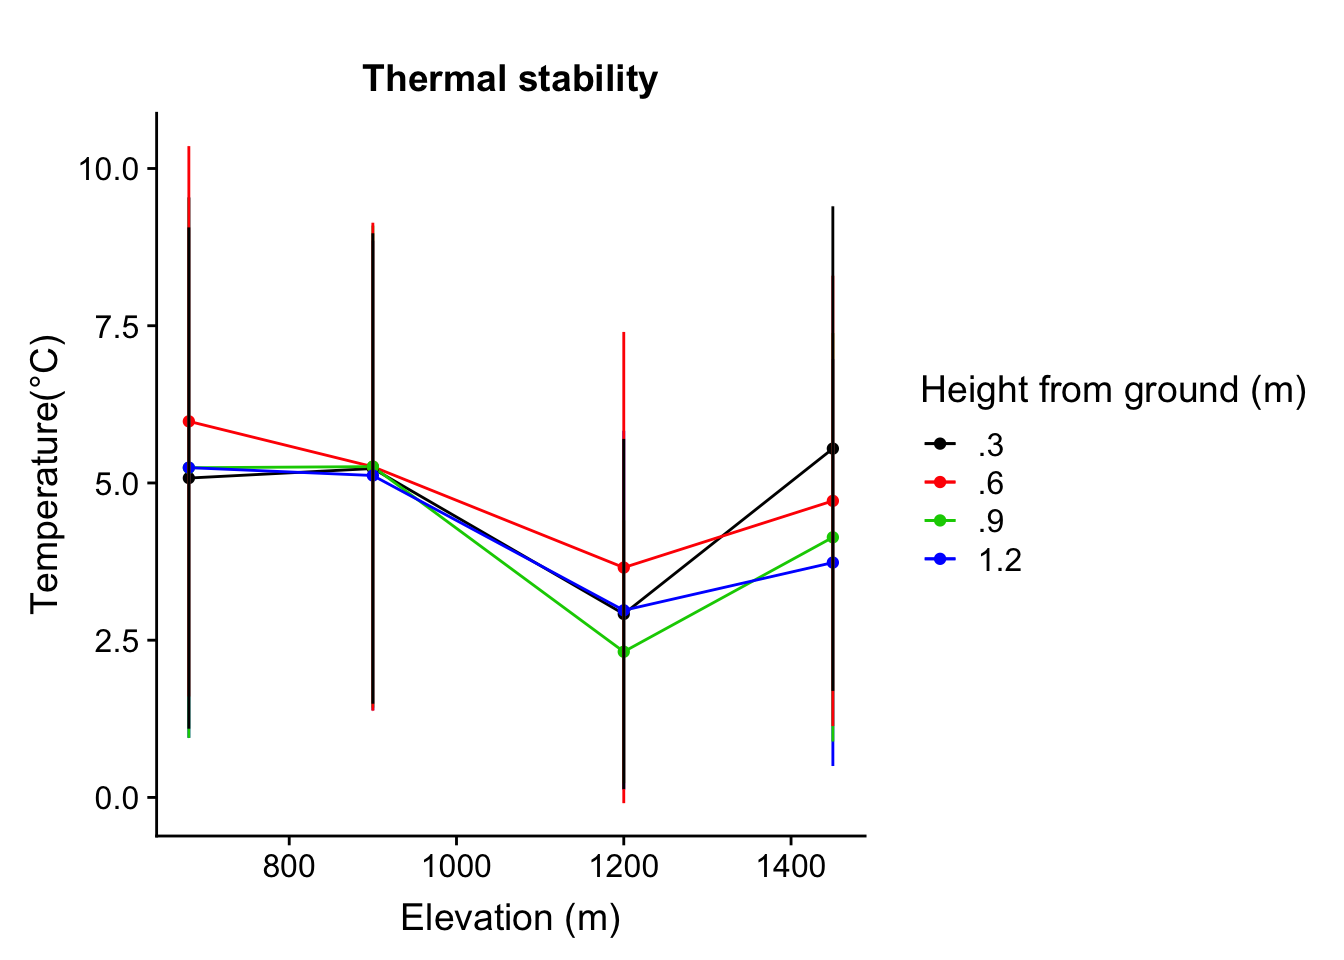 Thermal stability
10.0
7.5
5.0
2.5
0.0
Temperature(°C)
800 1000 1200 1400
Elevation (m)
Height from ground (m)
.3
.6
.9
1.2